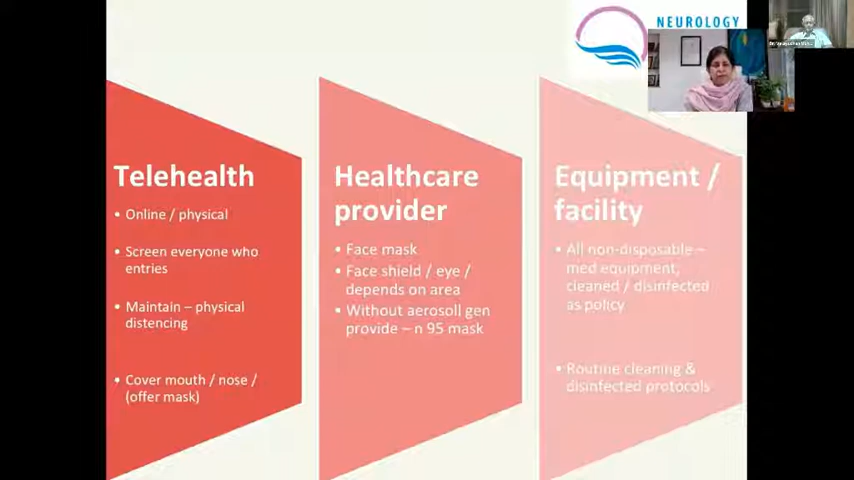 NEUROLOGY
Telehealth
• Online / physical
• Screen everyone who
entries
• Maintain – physical
distencing
• Cover mouth / nose /
(offer mask)
Healthcare
provider
• Face mask
• Face shield / eye /
depends on area
• Without aerosoll gen
provide – n 95 mask
Equipment /
facility
• All non-disposable –
med equipment,
cleaned / disinfected
as policy
• Routine cleaning &
disinfected protocols